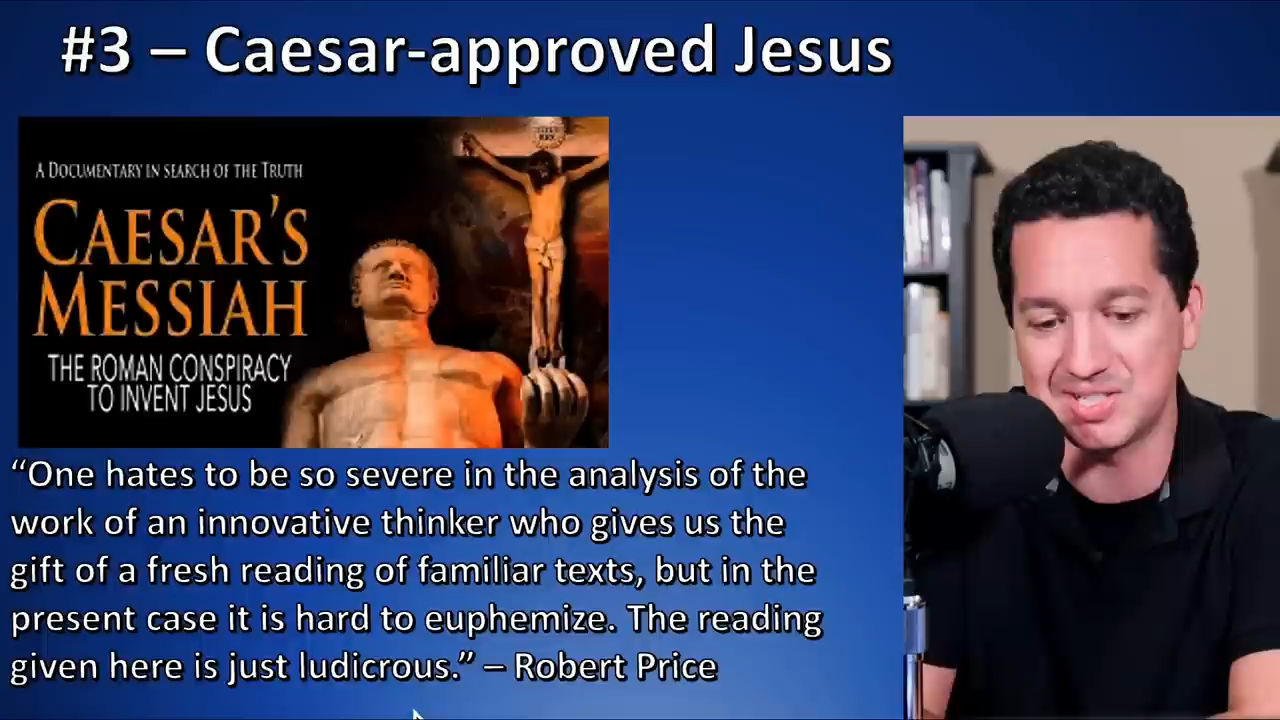 #3 – Caesar-approved Jesus
A DOCUMENTARY IN SEARCH OF THE TRUTH
CAESAR'S
MESSIAH
THE ROMAN CONSPIRACY
TO INVENT JESUS
“One hates to be so severe in the analysis of the
work of an innovative thinker who gives us the
gift of a fresh reading of familiar texts, but in the
present case it is hard to euphemize. The reading
given here is just ludicrous.” – Robert Price